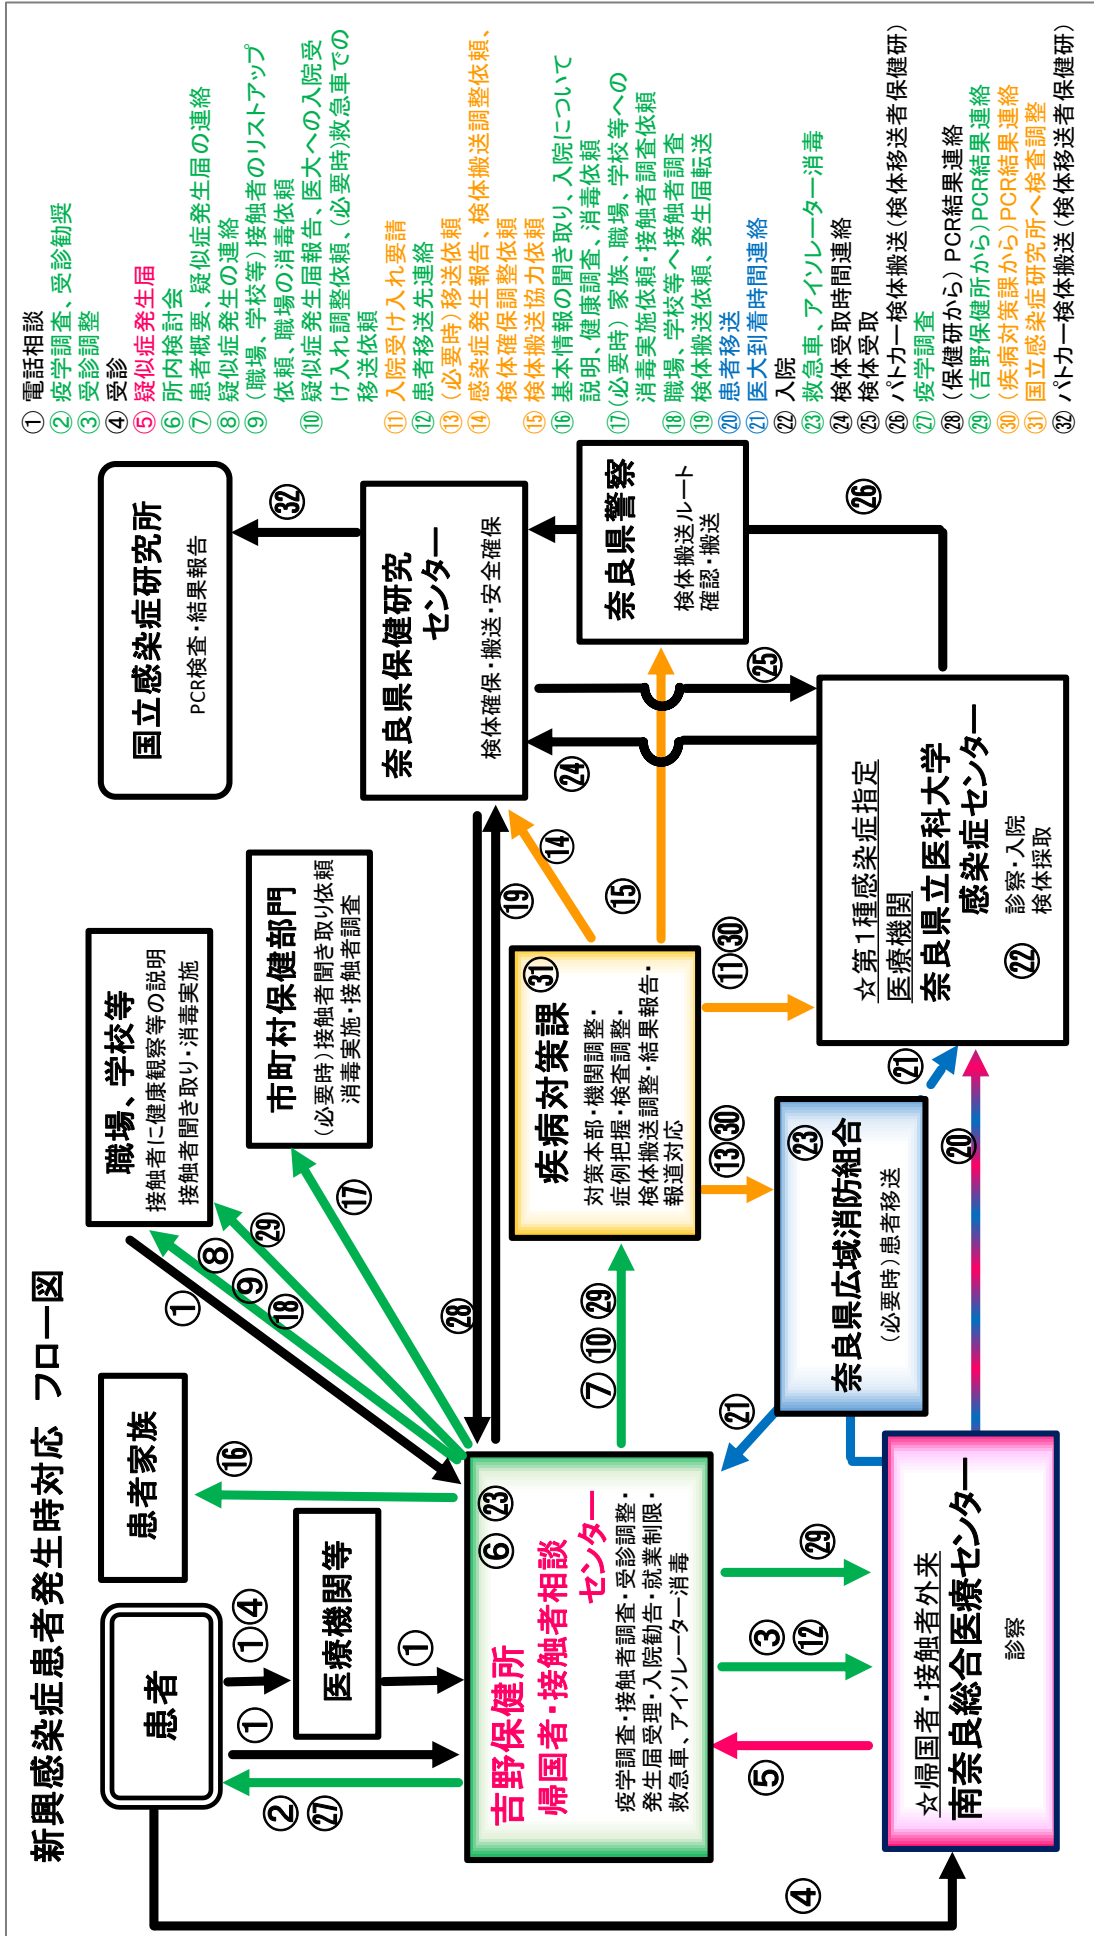 新興感染症患者発生時対応 フロー図
患者
患者家族
職場、学校等
接触者に健康観察等の説明
接触者聞き取り・消毒実施
国立感染症研究所
PCR検査・結果報告
医療機関等
市町村保健部門
(必要時)接触者聞き取り依頼
消毒実施・接触者調査
奈良県保健研究
センター
検体確保・搬送・安全確保
吉野保健所
帰国者・接触者相談
センター
疫学調査・接触者調査・受診調整・
発生届受理・入院勧告・就業制限・
救急車、アイソレーター消毒
疾病対策課
対策本部・機関調整・
症例把握・検査調整・
検体搬送調整・結果報告・
報道対応
奈良県警察
検体搬送ルート
確認・搬送
奈良県広域消防組合
(必要時)患者移送
☆第1種感染症指定
医療機関
奈良県立医科大学
感染症センター
診察・入院
検体採取
☆帰国者・接触者外来
南奈良総合医療センター
診察
①
①④
①
②
㉗
④
⑯
①
⑧
⑨
⑱
㉙
⑰
㉘
⑲
⑥㉓
⑦⑩㉙
⑤
③
⑫
㉙
㉑
㉛
⑭
⑮
⑬㉚
⑪㉚
㉓
㉑
⑳
㉒
㉔
㉕
㉖
㉜
① 電話相談
② 疫学調査、受診勧奨
③ 受診調整
④ 受診
⑤ 疑似症発生届
⑥ 所内検討会
⑦ 患者概要、疑似症発生届の連絡
⑧ 疑似症発生の連絡
⑨ (職場、学校等)接触者のリストアップ
依頼、職場の消毒依頼
⑩ 疑似症発生届報告、医大への入院受
け入れ調整依頼、(必要時)救急車での
移送依頼
⑪ 入院受け入れ要請
⑫ 患者移送先連絡
⑬ (必要時)移送依頼
⑭ 感染症発生報告、検体搬送調整依頼、
検体確保調整依頼
⑮ 検体搬送協力依頼
⑯ 基本情報の聞き取り、入院について
説明、健康調査、消毒依頼
⑰(必要時)家族、職場、学校等への
消毒実施依頼・接触者調査依頼
⑱ 職場、学校等へ接触者調査
⑲ 検体搬送依頼、発生届転送
⑳ 患者移送
㉑ 医大到着時間連絡
㉒ 入院
㉓ 救急車、アイソレーター消毒
㉔ 検体受取時間連絡
㉕ 検体受取
㉖ パトカー検体搬送(検体移送者保健研)
㉗ 疫学調査
㉘ (保健研から)PCR結果連絡
㉙ (吉野保健所から)PCR結果連絡
㉚ (疾病対策課から)PCR結果連絡
㉛ 国立感染症研究所へ検査調整
㉜ パトカー検体搬送(検体移送者保健研)